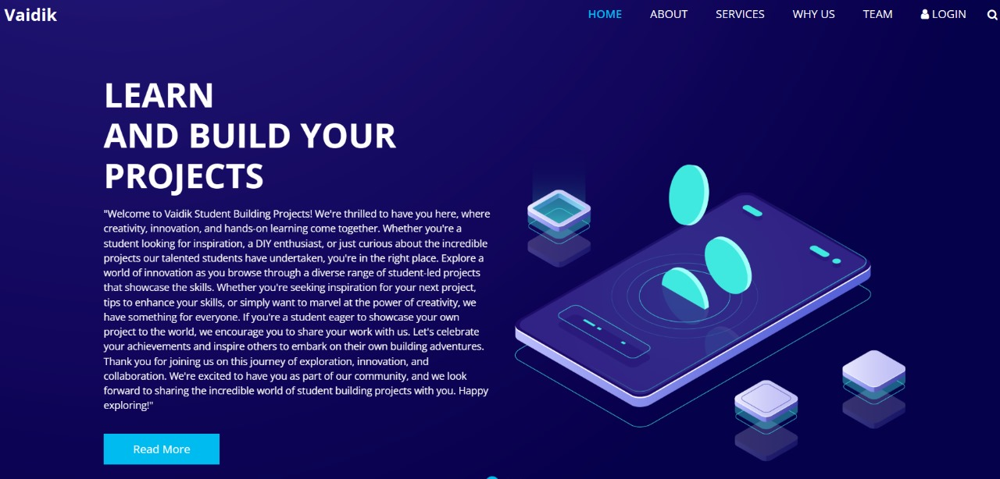 Vaidik
HOME ABOUT SERVICES WHY US TEAM LOGIN
LEARN
AND BUILD YOUR
PROJECTS
"Welcome to Vaidik Student Building Projects! We're thrilled to have you here, where
creativity, innovation, and hands-on learning come together. Whether you're a
student looking for inspiration, a DIY enthusiast, or just curious about the incredible
projects our talented students have undertaken, you're in the right place. Explore a
world of innovation as you browse through a diverse range of student-led projects
that showcase the skills. Whether you're seeking inspiration for your next project,
tips to enhance your skills, or simply want to marvel at the power of creativity, we
have something for everyone. If you're a student eager to showcase your own
project to the world, we encourage you to share your work with us. Let's celebrate
your achievements and inspire others to embark on their own building adventures.
Thank you for joining us on this journey of exploration, innovation, and
collaboration. We're excited to have you as part of our community, and we look
forward to sharing the incredible world of student building projects with you. Happy
exploring!"
Read More